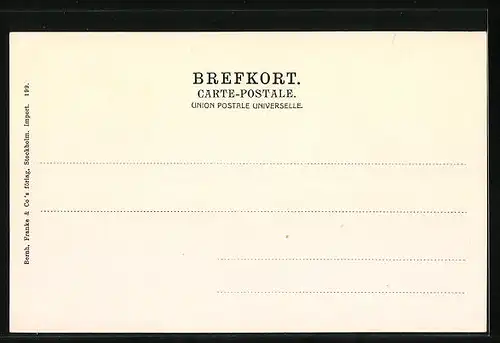 BREFKORT.
CARTE-POSTALE.
UNION POSTALE UNIVERSELLE.
Bernh. Franke & Co's förlag, Stockholm. Import. 199.